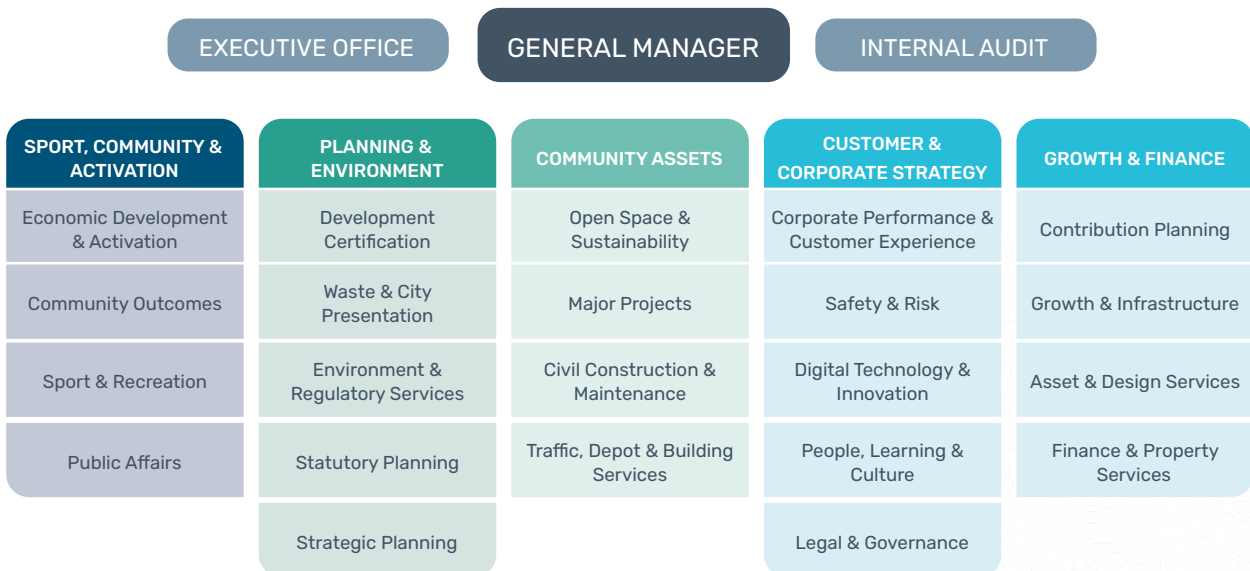 EXECUTIVE OFFICE
GENERAL MANAGER
INTERNAL AUDIT
SPORT, COMMUNITY &
ACTIVATION
Economic Development
& Activation
Community Outcomes
Sport & Recreation
Public Affairs
PLANNING &
ENVIRONMENT
Development
Certification
Waste & City
Presentation
Environment &
Regulatory Services
Statutory Planning
Strategic Planning
COMMUNITY ASSETS
Open Space &
Sustainability
Major Projects
Civil Construction &
Maintenance
Traffic, Depot & Building
Services
CUSTOMER &
CORPORATE STRATEGY
Corporate Performance &
Customer Experience
Safety & Risk
Digital Technology &
Innovation
People, Learning &
Culture
Legal & Governance
GROWTH & FINANCE
Contribution Planning
Growth & Infrastructure
Asset & Design Services
Finance & Property
Services